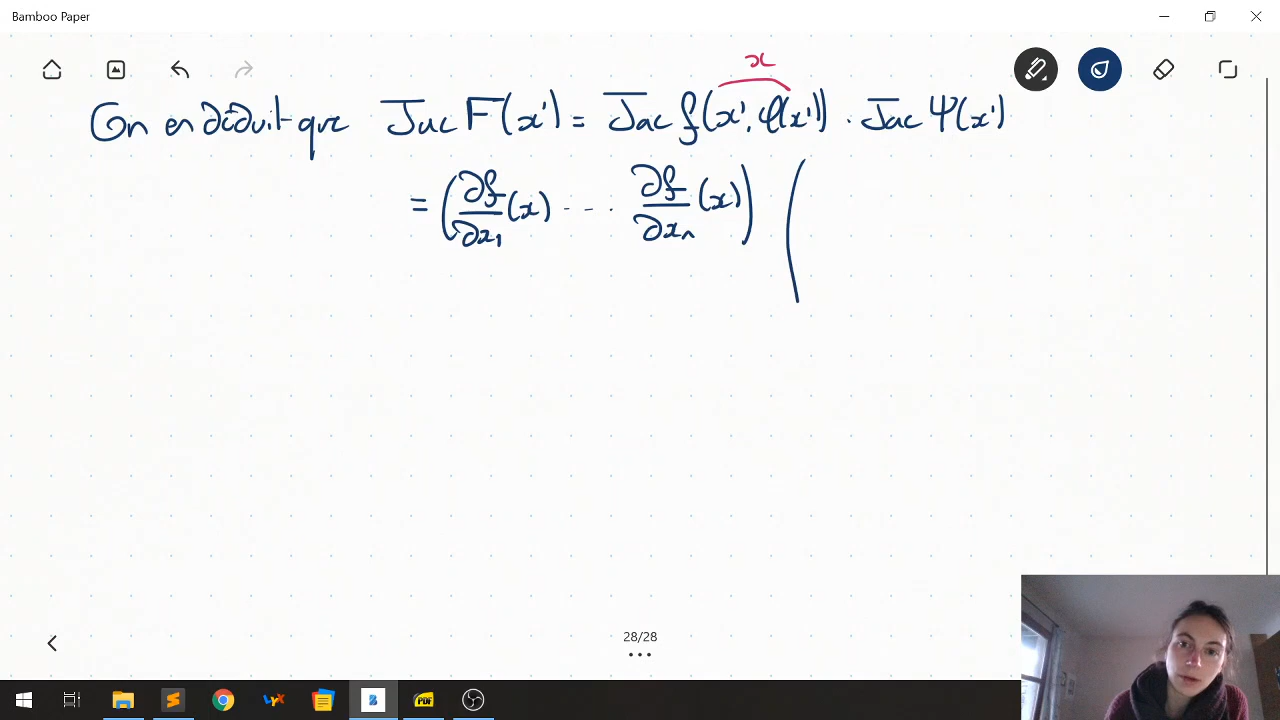 Bamboo Paper
x
On en déduit que Jac F(x') = Jac f(x', φ(x')) . Jac Ψ(x')
= (∂f/∂x₁ (x) ... ∂f/∂xₙ (x)) (
28/28